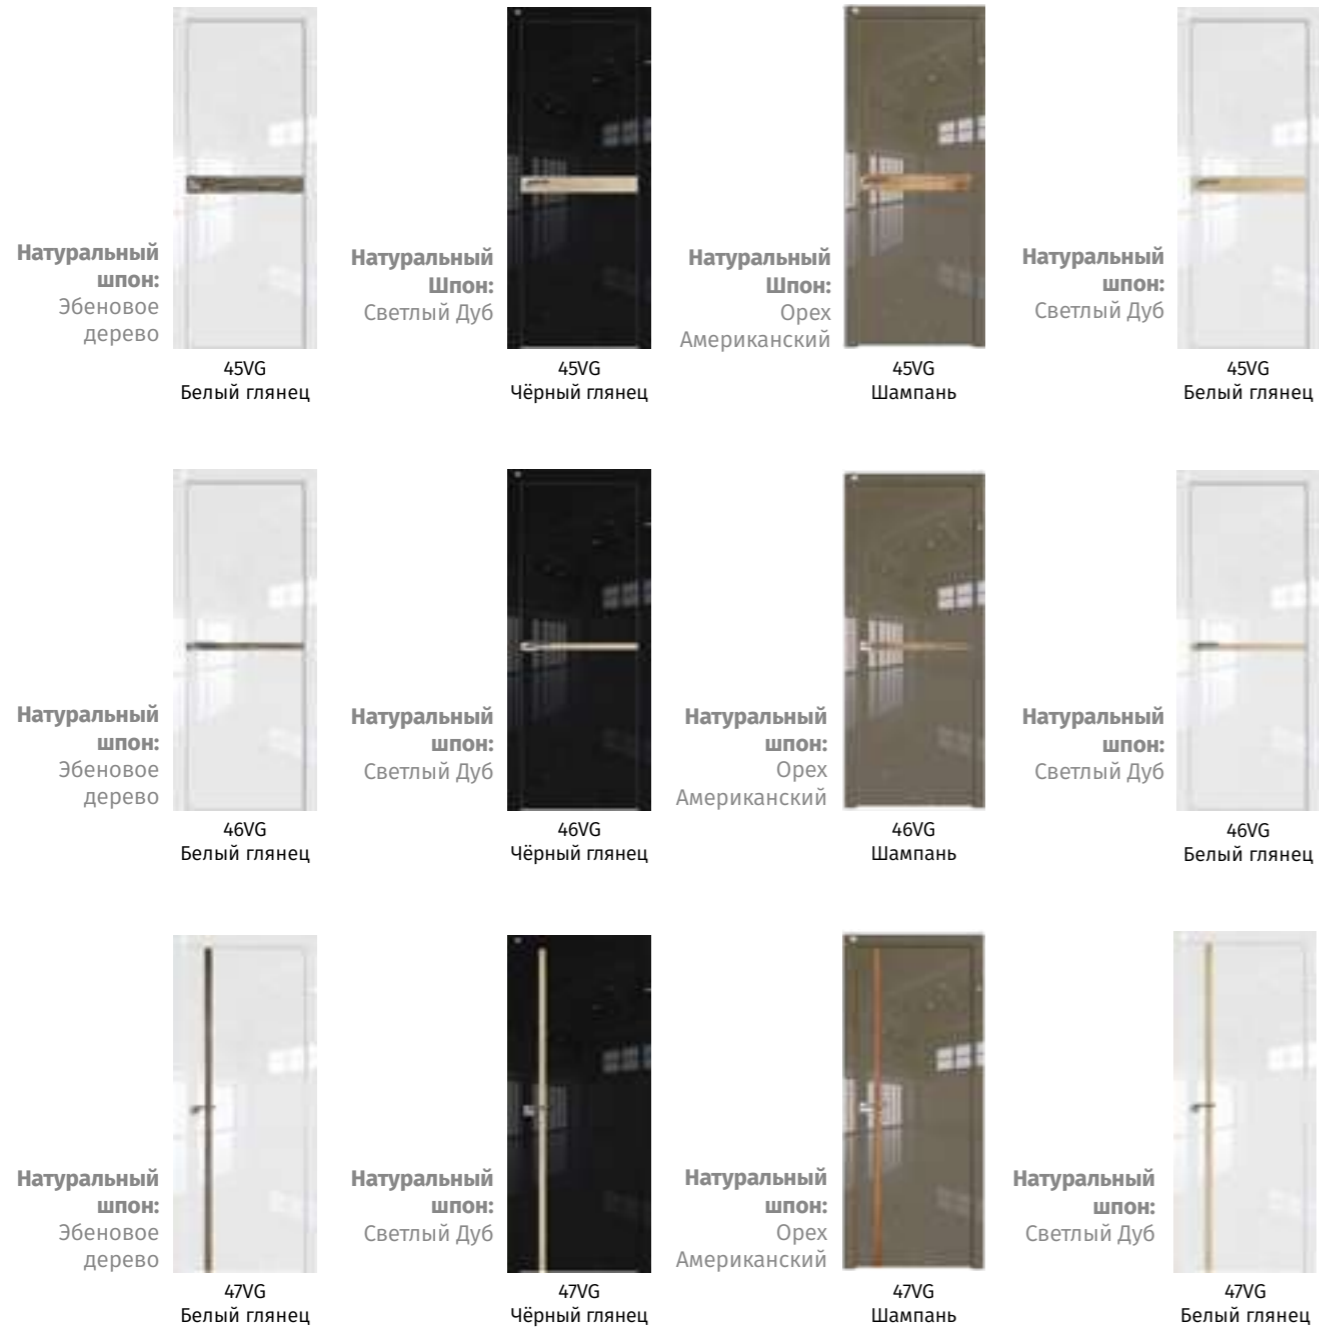 Натуральный
шпон:
Эбеновое
дерево
45VG
Белый глянец
Натуральный
Шпон:
Светлый Дуб
45VG
Чёрный глянец
Натуральный
Шпон:
Орех
Американский
45VG
Шампань
Натуральный
шпон:
Светлый Дуб
45VG
Белый глянец
Натуральный
шпон:
Эбеновое
дерево
46VG
Белый глянец
Натуральный
шпон:
Светлый Дуб
46VG
Чёрный глянец
Натуральный
шпон:
Орех
Американский
46VG
Шампань
Натуральный
шпон:
Светлый Дуб
46VG
Белый глянец
Натуральный
шпон:
Эбеновое
дерево
47VG
Белый глянец
Натуральный
шпон:
Светлый Дуб
47VG
Чёрный глянец
Натуральный
шпон:
Орех
Американский
47VG
Шампань
Натуральный
шпон:
Светлый Дуб
47VG
Белый глянец